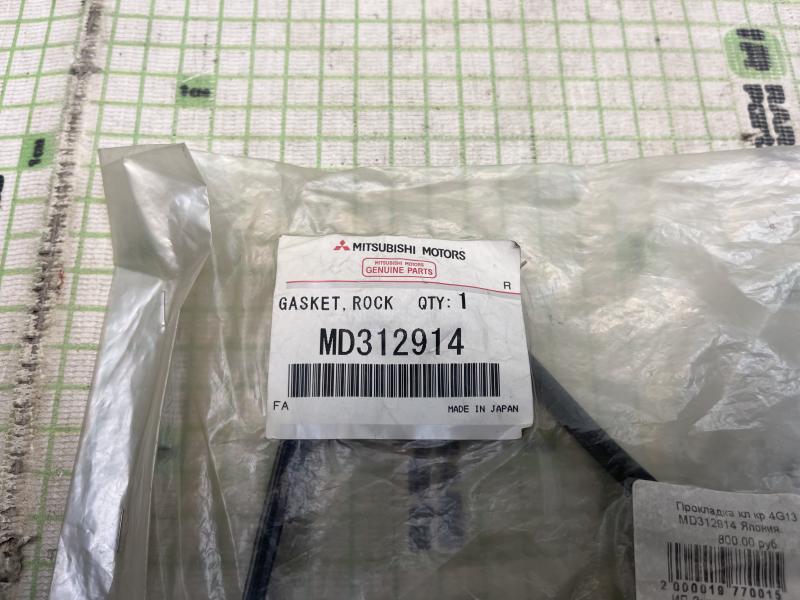 MITSUBISHI MOTORS
MITSUBISHI MOTORS
GENUINE PARTS
R
GASKET, ROCK QTY: 1
MD312914
FA
MADE IN JAPAN
Прокладка кл кр 4G13
MD312914 Япония
800.00 руб
2 000019 770015